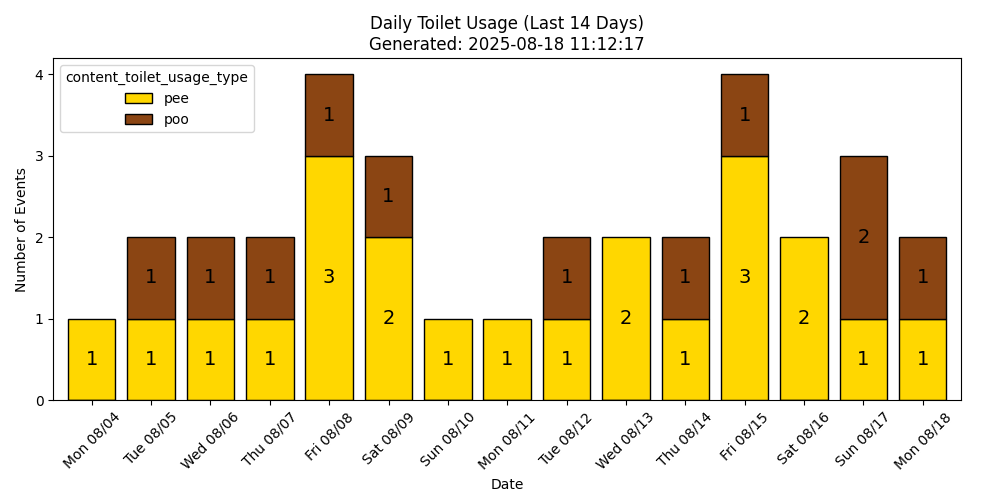 Daily Toilet Usage (Last 14 Days)
Generated: 2025-08-18 11:12:17
content_toilet_usage_type
pee
poo
Number of Events
4
3
2
1
0
1
1 1
1 1
1 1
3 1
2 1
1
1
1 1
2
1 1
3 1
2
1 2
1 1
Mon 08/04
Tue 08/05
Wed 08/06
Thu 08/07
Fri 08/08
Sat 08/09
Sun 08/10
Mon 08/11
Tue 08/12
Wed 08/13
Thu 08/14
Fri 08/15
Sat 08/16
Sun 08/17
Mon 08/18
Date